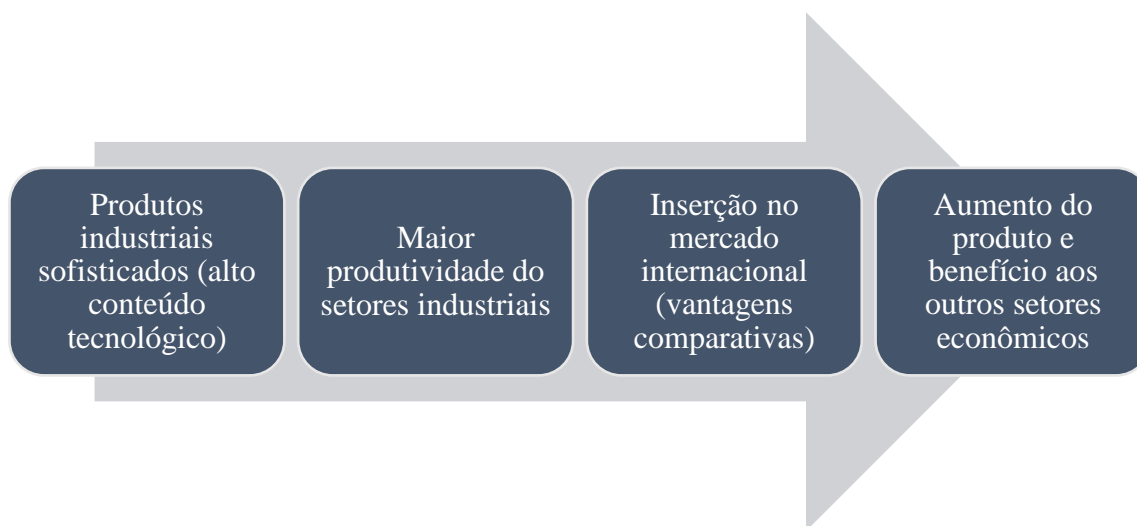 Produtos
industriais
sofisticados (alto
conteúdo
tecnológico)
Maior
produtividade do
setores industriais
Inserção no
mercado
internacional
(vantagens
comparativas)
Aumento do
produto e
benefício aos
outros setores
econômicos